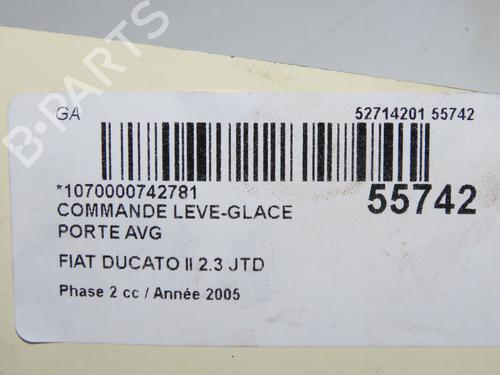 B-PARTS
GA
52714201 55742
*1070000742781
55742
COMMANDE LEVE-GLACE
PORTE AVG
FIAT DUCATO II 2.3 JTD
Phase 2 cc / Année 2005